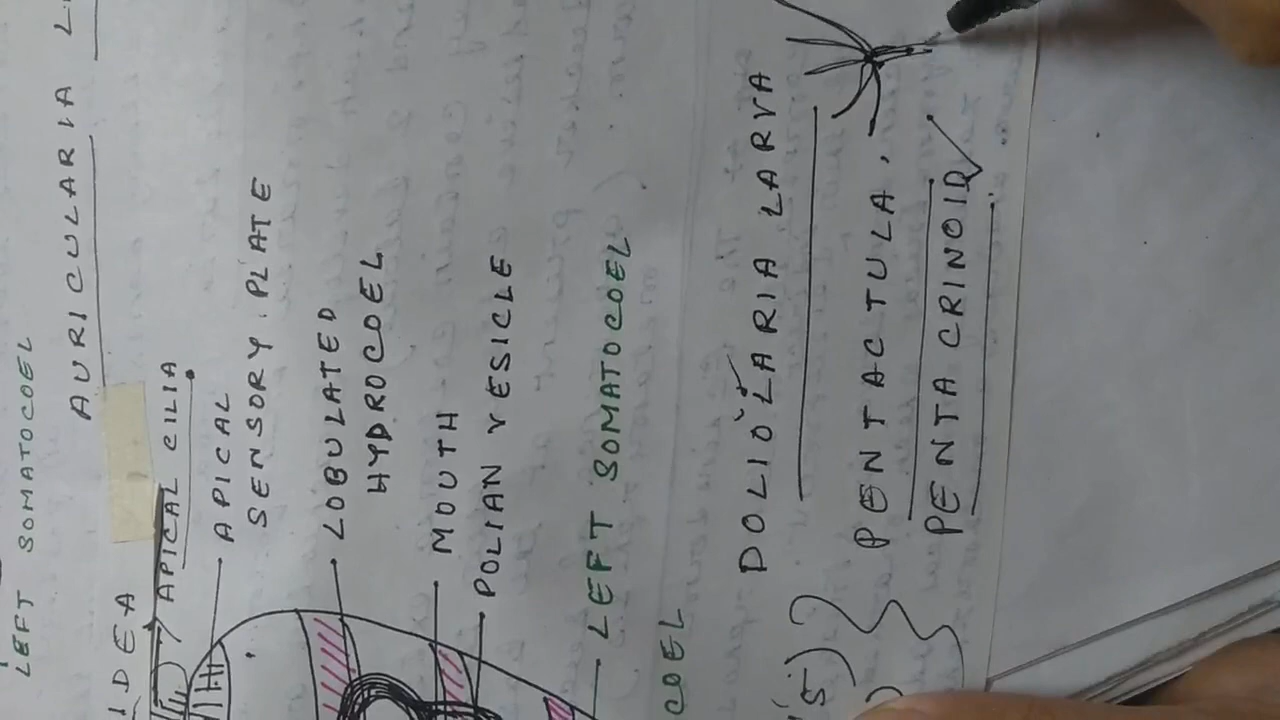 LEFT SOMATOCOEL
AURICULARIA L
IDEA
APICAL CILIA
APICAL
SENSORY PLATE
LOBULATED
HYDROCOEL
MOUTH
POLIAN VESICLE
LEFT SOMATOCOEL
COEL
DOLIOLARIA LARVA
PENTACTULA,
PENTA CRINOID